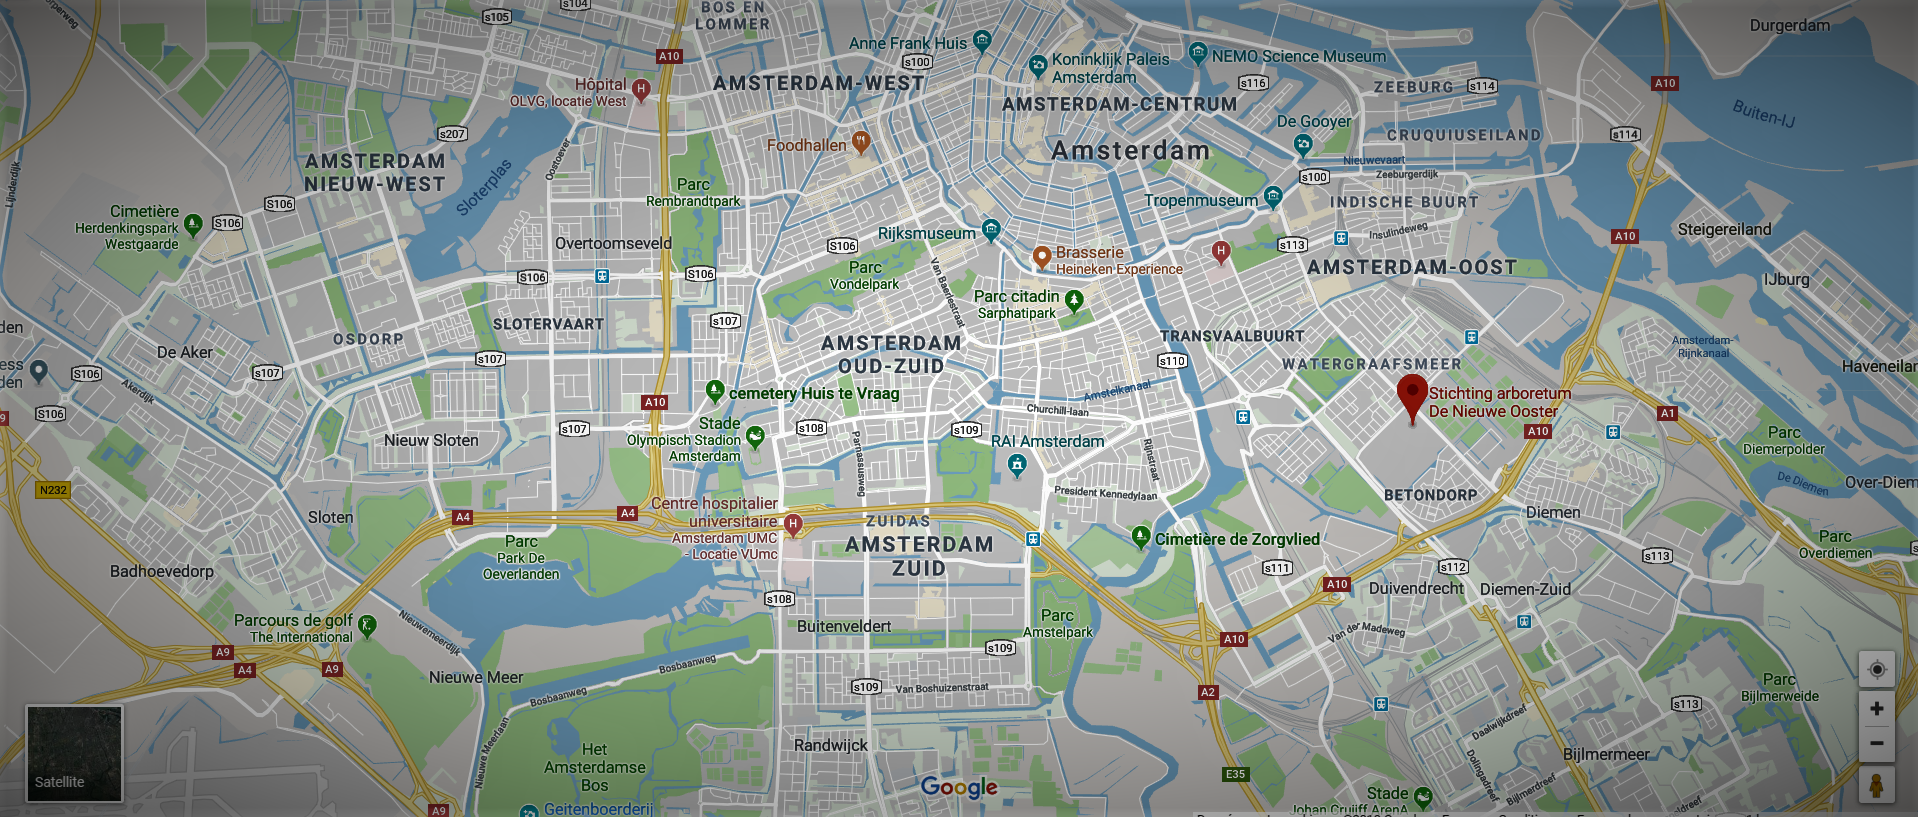 s105
s104
BOS EN
LOMMER
Durgerdam
Anne Frank Huis
s100
Koninklijk Paleis
Amsterdam
NEMO Science Museum
A10
Hôpital
OLVG, locatie West
AMSTERDAM-WEST
s116
ZEEBURG
s114
A10
AMSTERDAM-CENTRUM
Buiten-IJ
De Gooyer
CRUQUIUSEILAND
s114
s207
Foodhallen
Amsterdam
Oostoever
AMSTERDAM
NIEUW-WEST
Nieuwevaart
Zeeburgerdijk
s100
Lijnderdijk
Sloterplas
Parc
Rembrandtpark
Tropenmuseum
INDISCHE BUURT
s106
Cimetière
Herdenkingspark
Westgaarde
S106
Rijksmuseum
Insulindeweg
Steigereiland
A10
Overtoomseveld
S106
Brasserie
Heineken Experience
s113
AMSTERDAM-OOST
S106
S106
Parc
Vondelpark
Van Baerlestraat
IJburg
Parc citadin
Sarphatipark
SLOTERVAART
s107
OSDORP
TRANSVAALBUURT
De Aker
s107
AMSTERDAM
OUD-ZUID
s110
WATERGRAAFSMEER
Amsterdam-
Rijnkanaal
S106
s107
Akerdijk
Amstelkanaal
cemetery Huis te Vraag
Stichting arboretum
De Nieuwe Ooster
A10
S106
Churchill-laan
A1
Stade
Olympisch Stadion
Amsterdam
s107
s108
s109
RAI Amsterdam
A10
Nieuw Sloten
Parnassusweg
Rijnstraat
Parc
Diemerpolder
De Diemen
N232
President Kennedylaan
BETONDORP
Centre hospitalier
universitaire
Amsterdam UMC
- Locatie VUmc
Sloten
A4
A4
ZUIDAS
Diemen
AMSTERDAM
ZUID
Cimetière de Zorgvlied
Parc
Park De
Oeverlanden
Parc
Overdiemen
s113
Badhoevedorp
s111
s112
A10
Duivendrecht
Diemen-Zuid
s108
Parcours de golf
The International
Nieuwemeerdijk
Buitenveldert
Parc
Amstelpark
Van der Madeweg
A10
A9
A4
A9
s109
Bosbaanweg
Nieuwe Meer
Bosbaanweg
s109
Van Boshuizenstraat
A2
Parc
Bijlmerweide
s113
Nieuwe Meerlaan
Daalwijkdreef
Het
Amsterdamse
Bos
Randwijck
Bijlmermeer
Satellite
Google
E35
Dolingadreef
Bijlmerdreef
Stade
Johan Cruijff ArenA
A9
Geitenboerderij